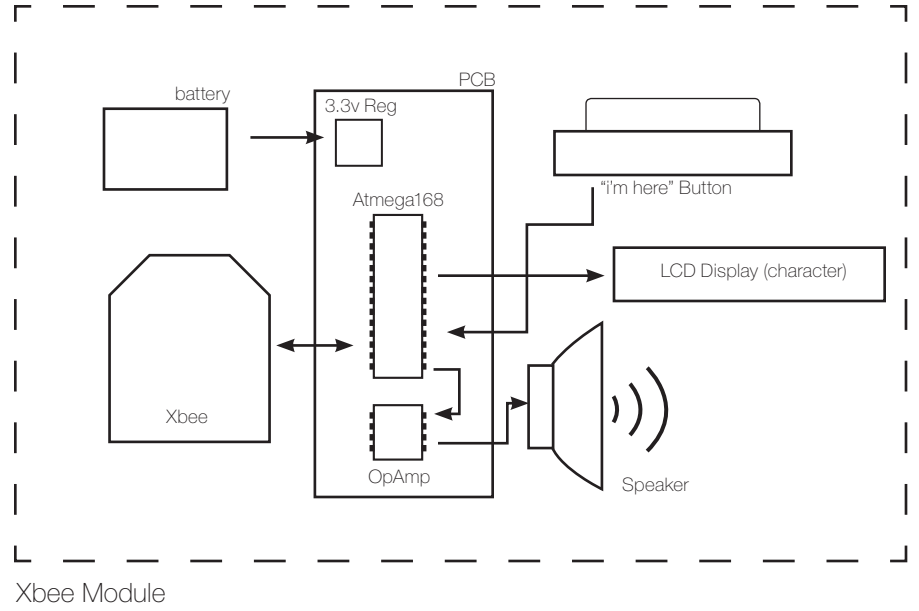 PCB
battery
3.3v Reg
"i'm here" Button
Atmega168
LCD Display (character)
Xbee
OpAmp
Speaker
Xbee Module